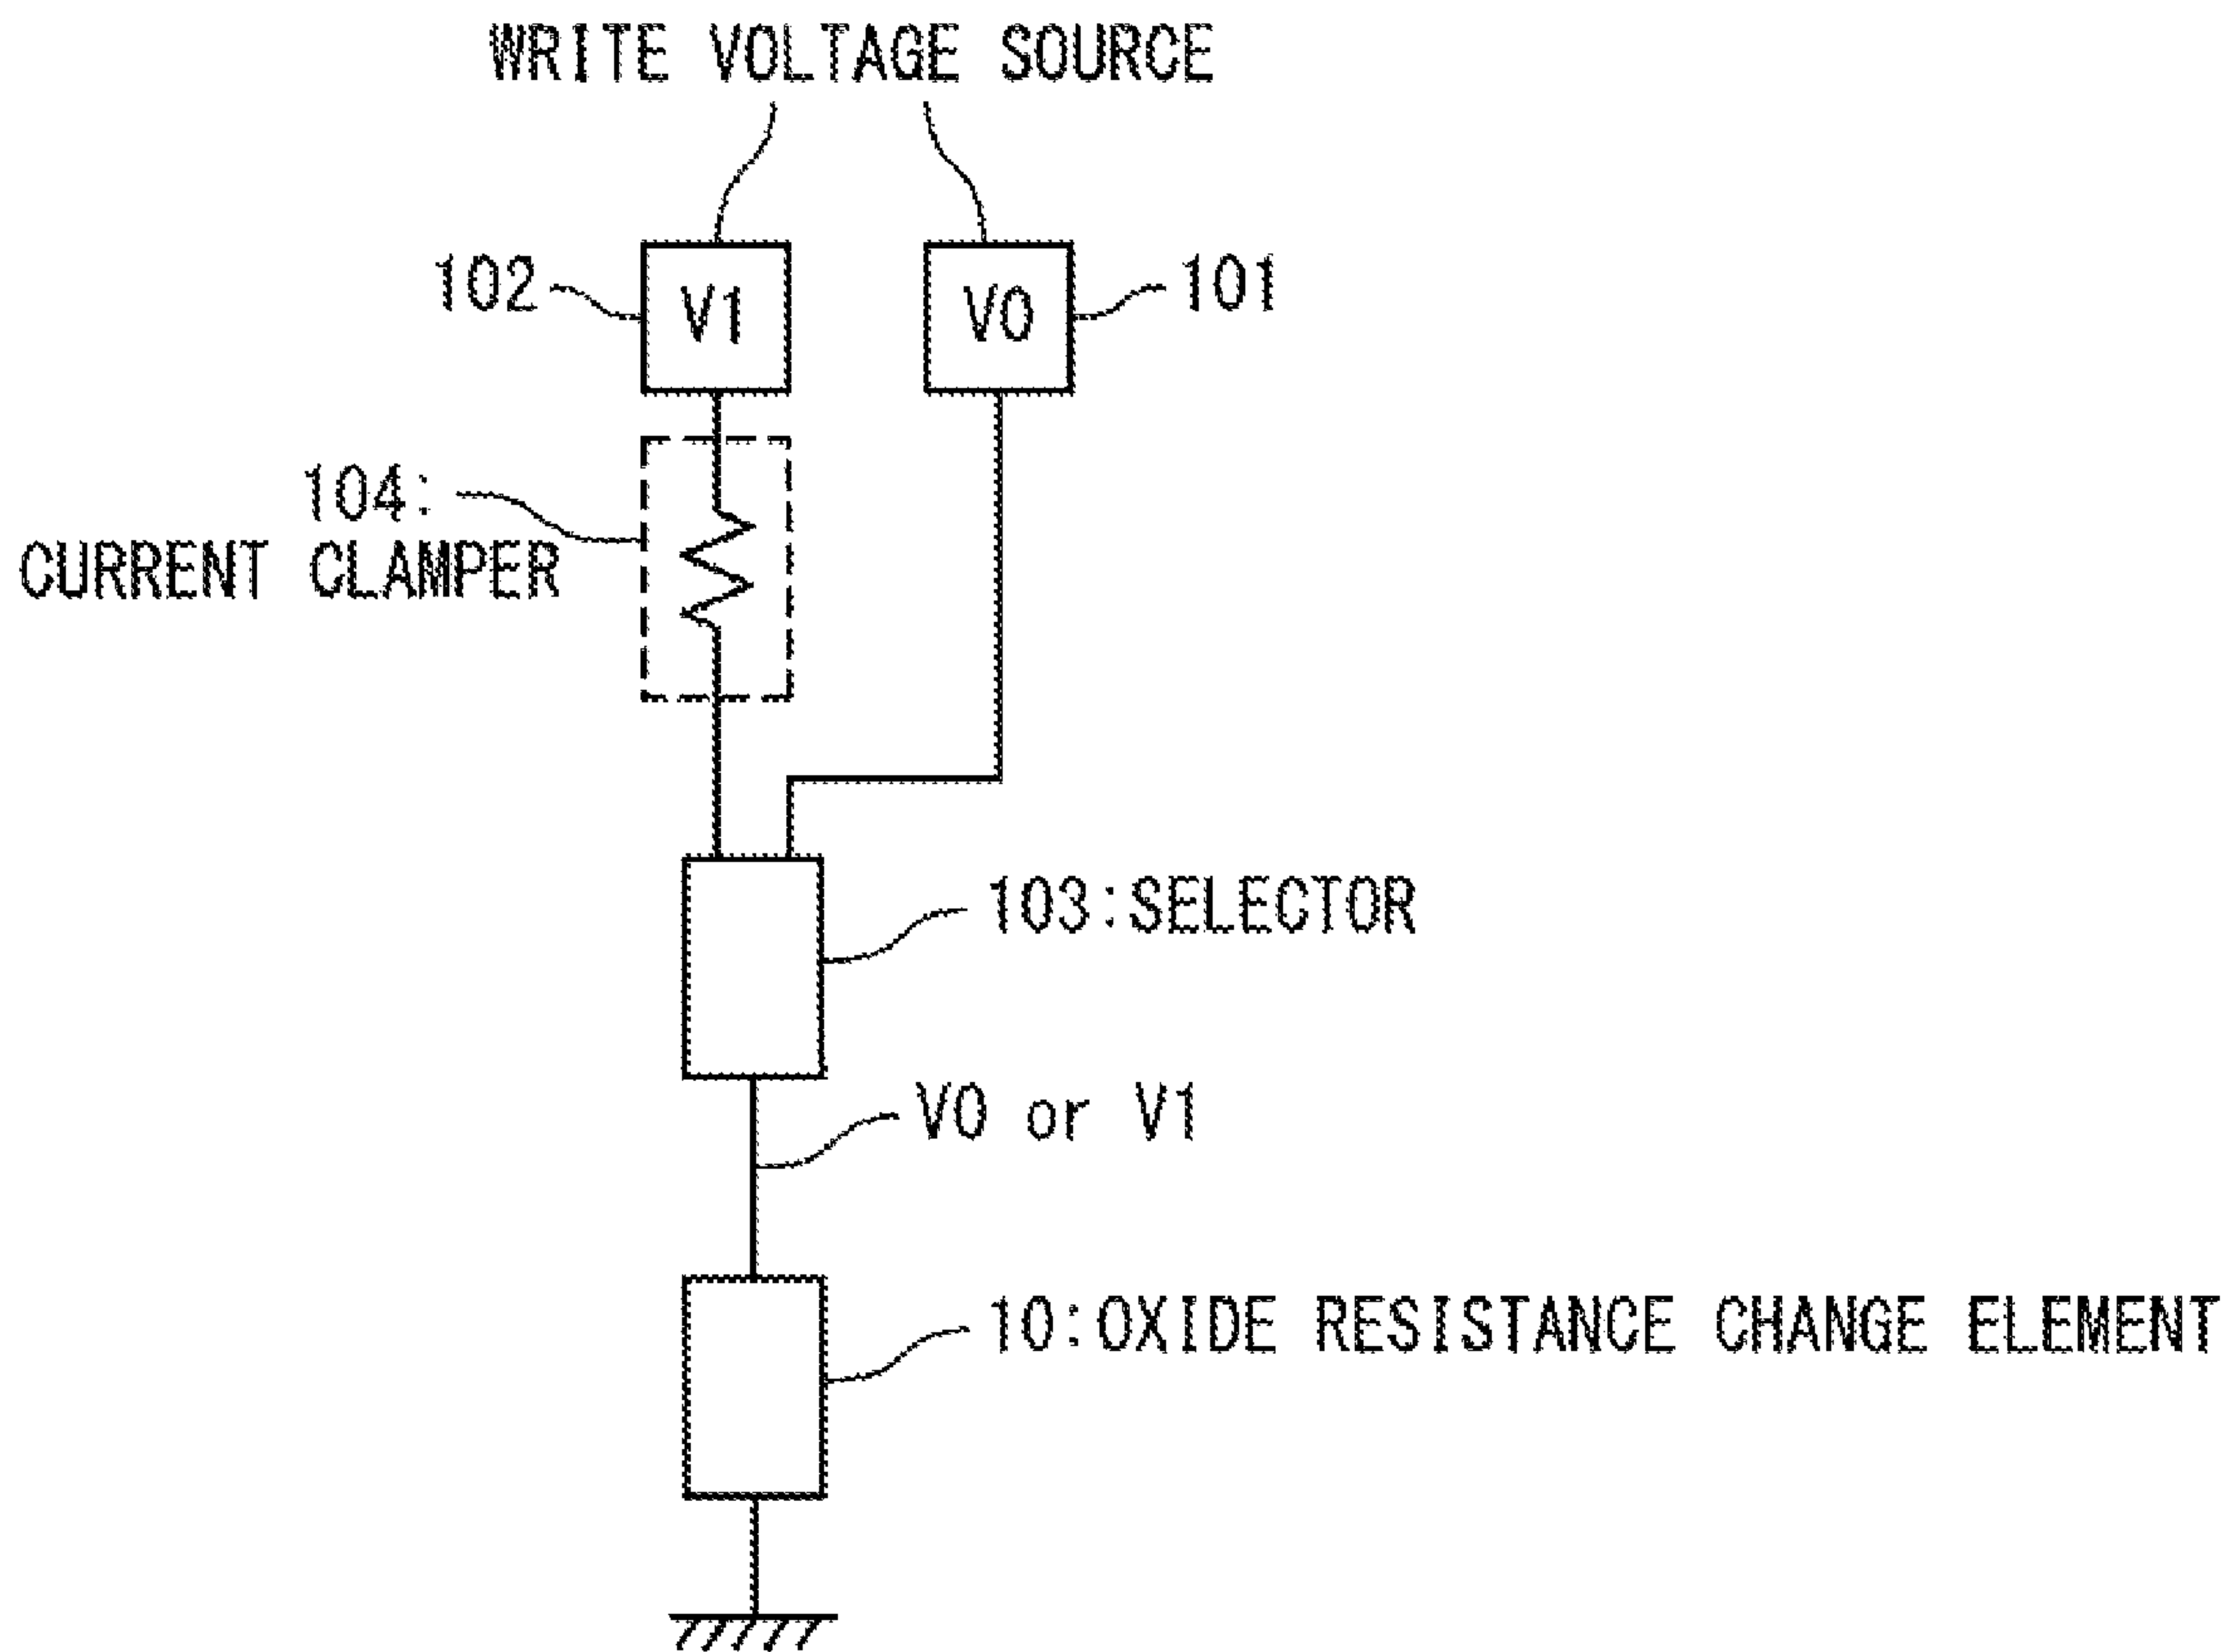 WRITE VOLTAGE SOURCE
102
V1
V0
101
104:
CURRENT CLAMPER
103:SELECTOR
V0 or V1
10:OXIDE RESISTANCE CHANGE ELEMENT